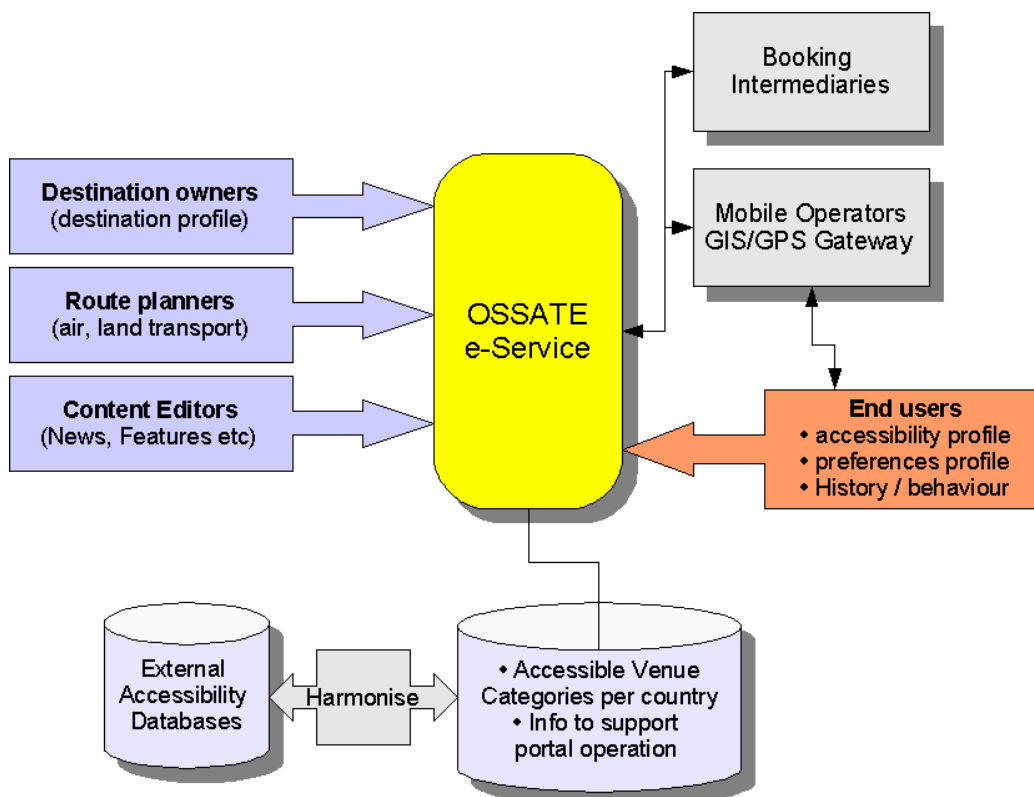 Booking
Intermediaries
Destination owners
(destination profile)
Mobile Operators
GIS/GPS Gateway
Route planners
(air, land transport)
OSSATE
e-Service
Content Editors
(News, Features etc)
End users
• accessibility profile
• preferences profile
• History / behaviour
External
Accessibility
Databases
Harmonise
• Accessible Venue
Categories per country
• Info to support
portal operation